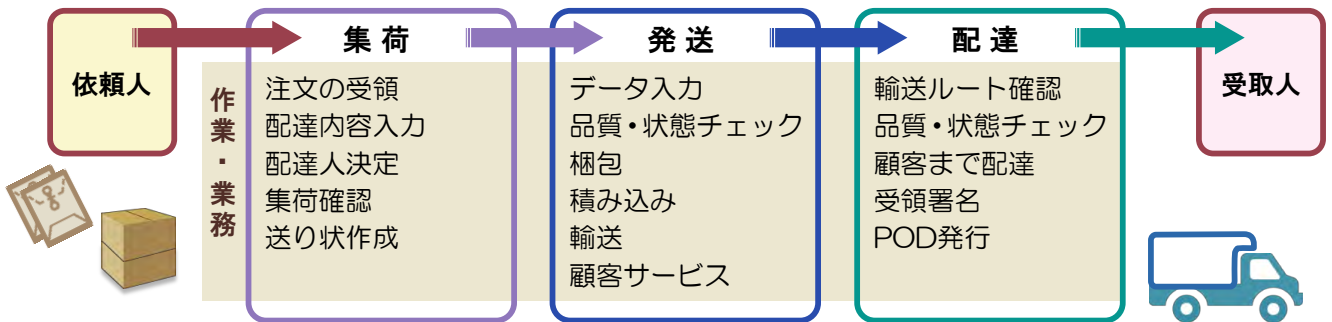 依頼人
集荷
発送
配達
受取人
作業・業務
注文の受領
配達内容入力
配達人決定
集荷確認
送り状作成
データ入力
品質・状態チェック
梱包
積み込み
輸送
顧客サービス
輸送ルート確認
品質・状態チェック
顧客まで配達
受領署名
POD発行